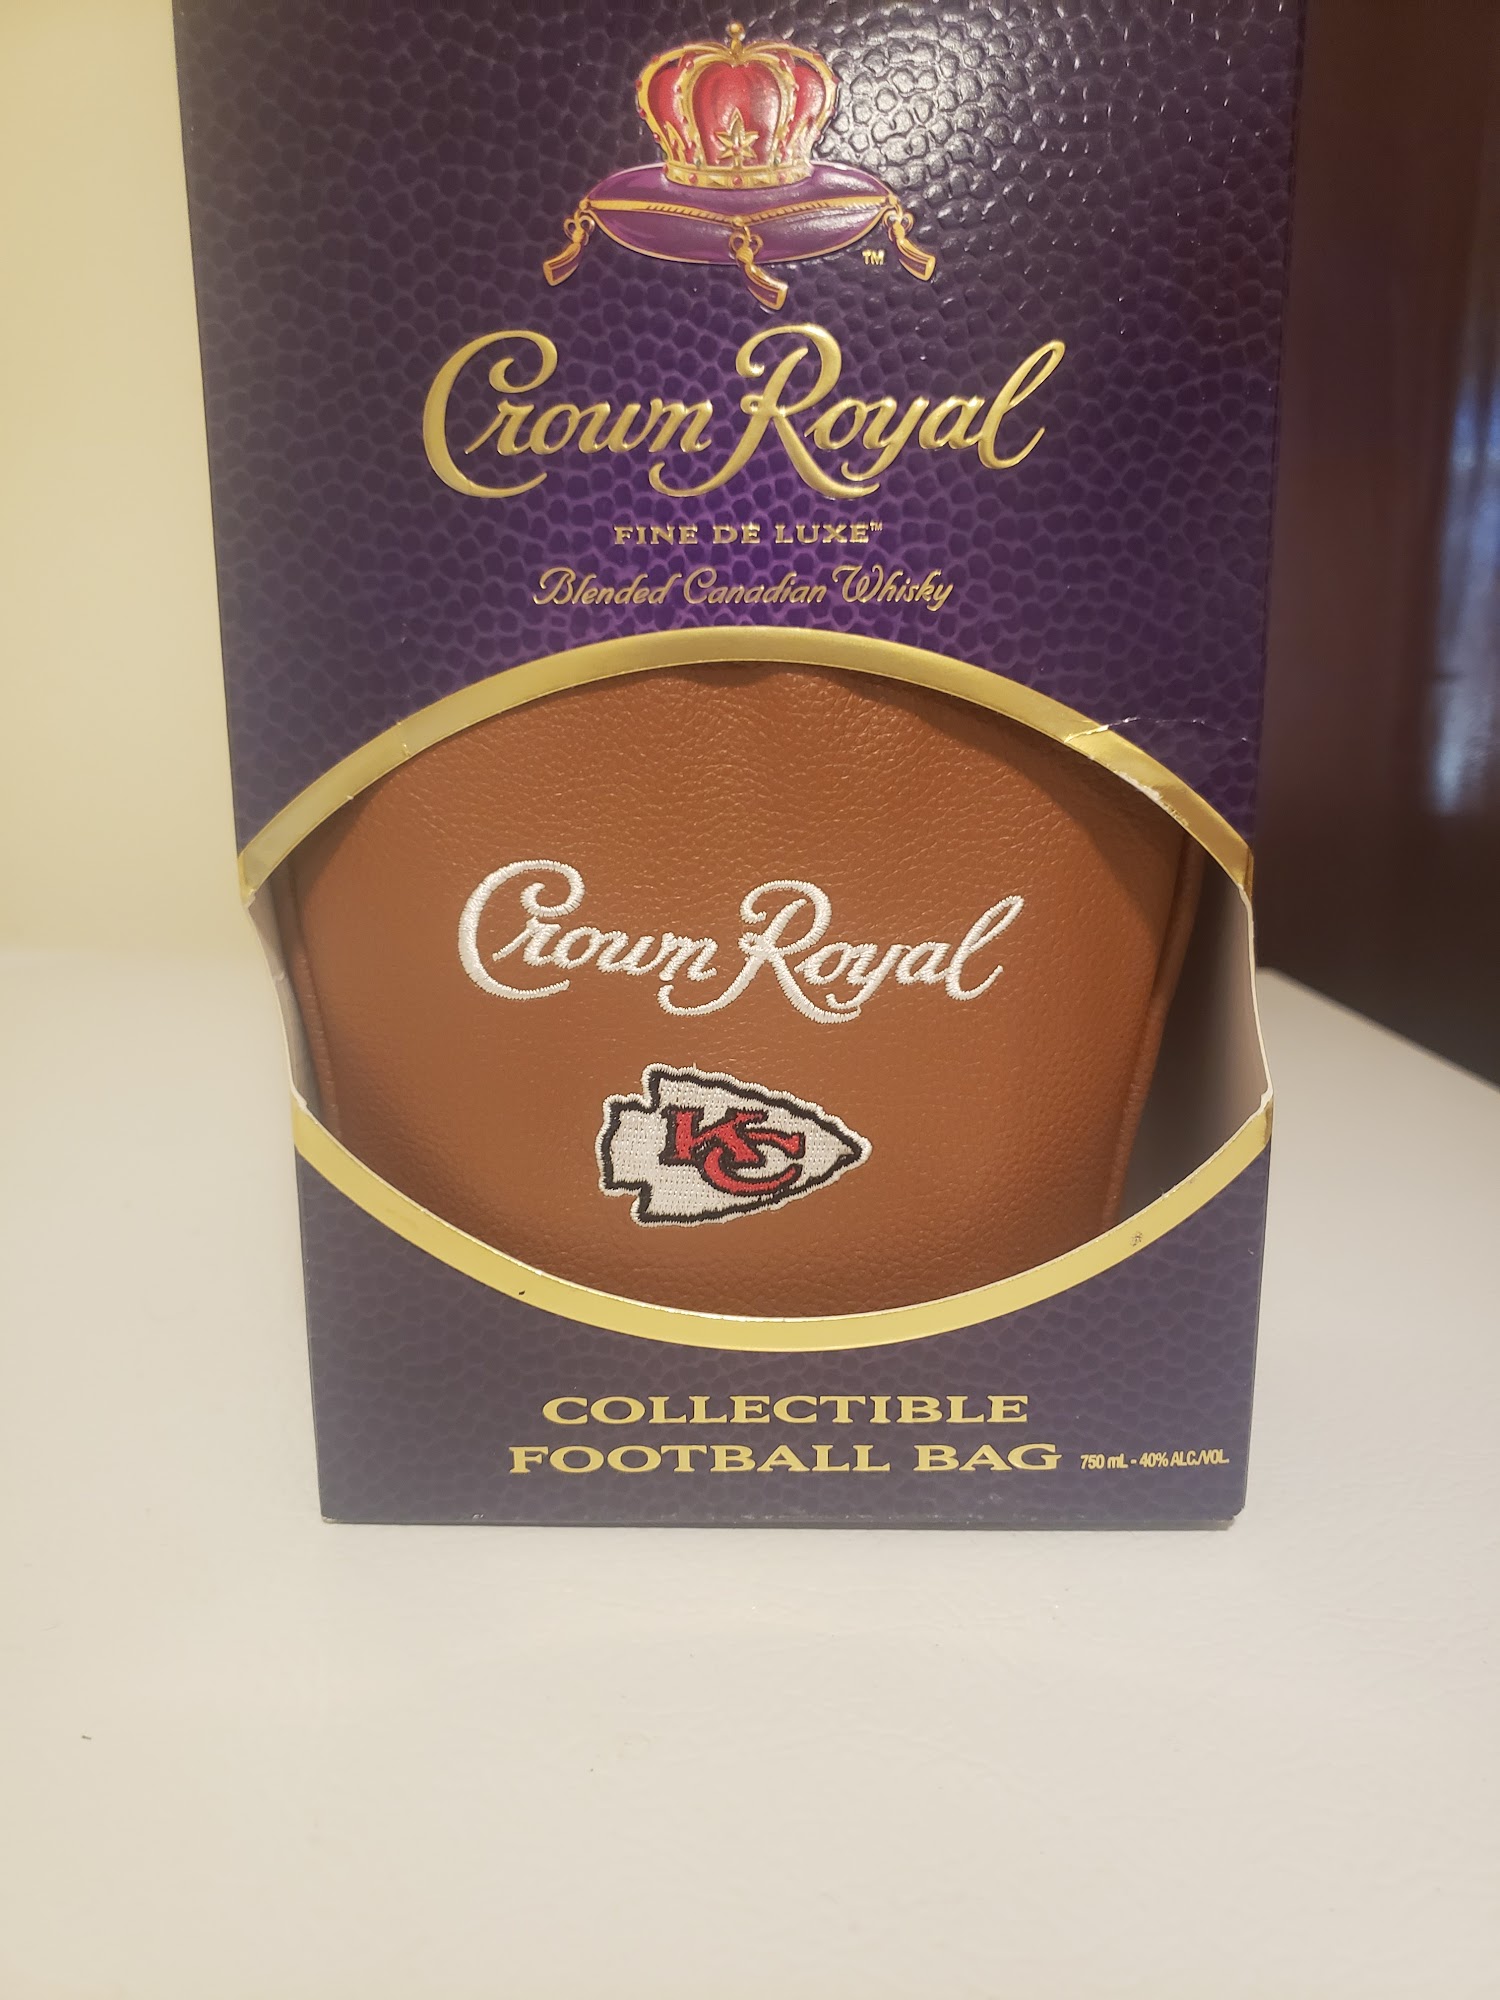 TM
Crown Royal
FINE DE LUXE™
Blended Canadian Whisky
Crown Royal
KC
COLLECTIBLE
FOOTBALL BAG 750 mL - 40% ALC./VOL.